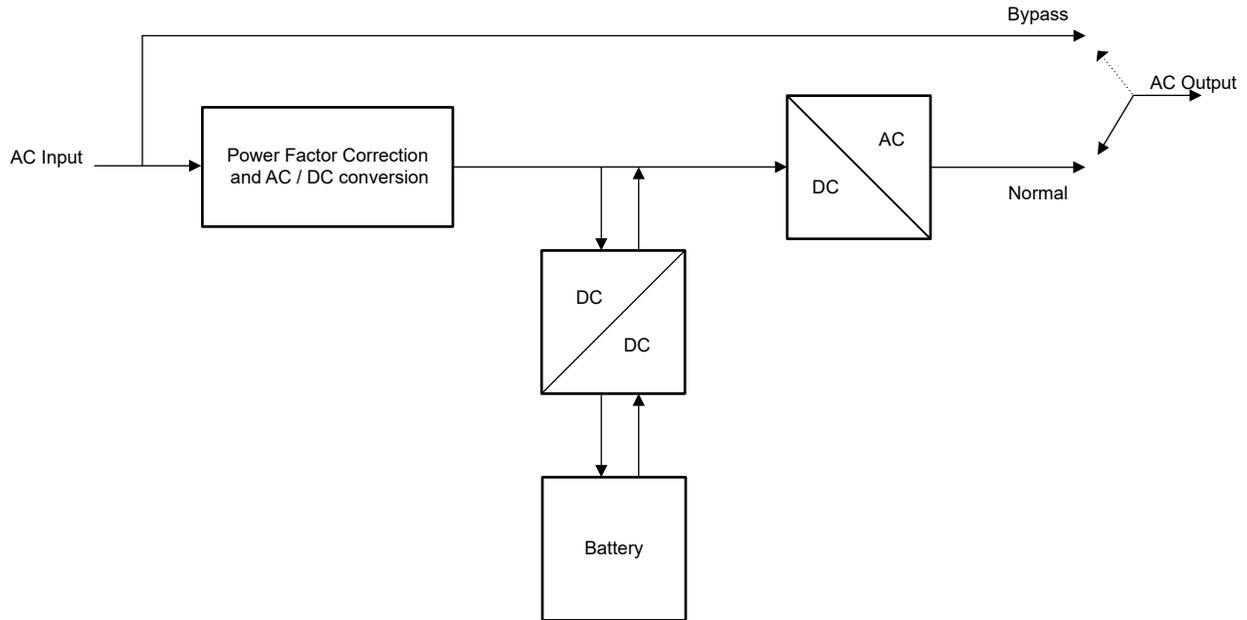 Bypass
AC Output
AC Input
Power Factor Correction
and AC / DC conversion
AC
DC
Normal
DC
DC
Battery